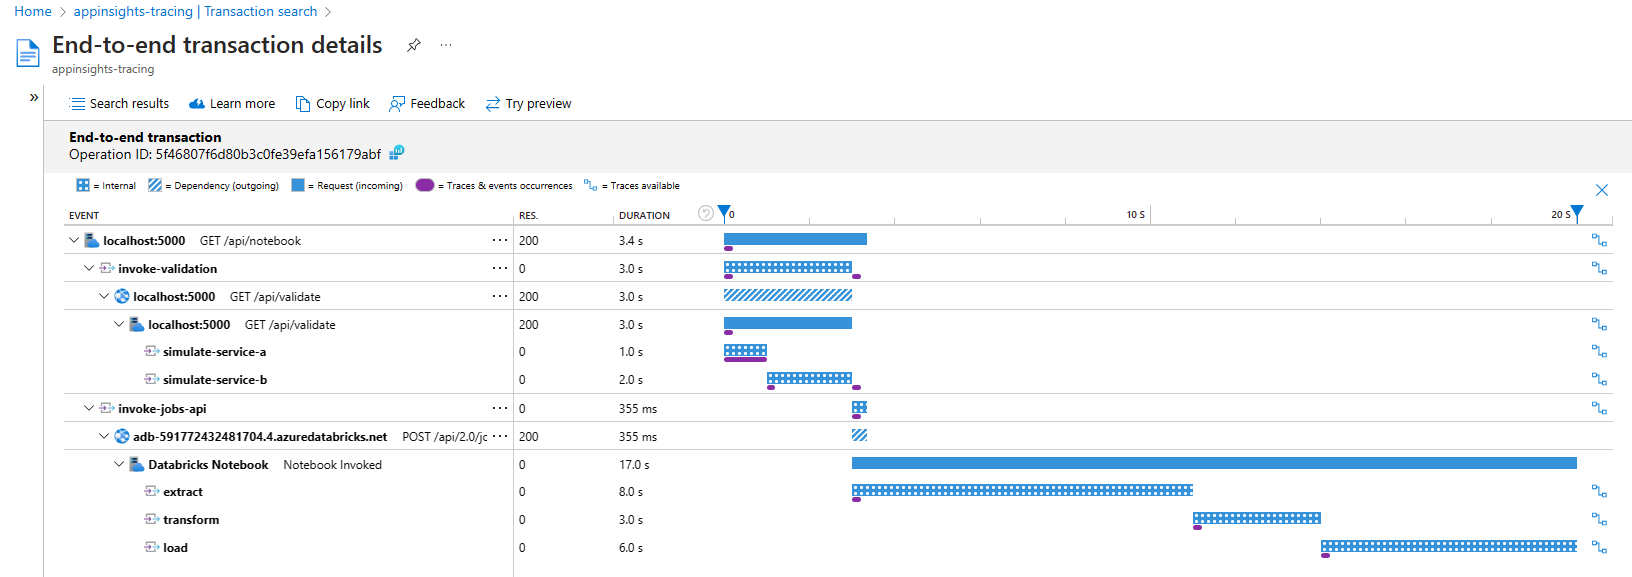 Home > appinsights-tracing | Transaction search >
End-to-end transaction details
appinsights-tracing
Search results Learn more Copy link Feedback Try preview
End-to-end transaction
Operation ID: 5f46807f6d80b3c0fe39efa156179abf
= Internal = Dependency (outgoing) = Request (incoming) = Traces & events occurrences = Traces available
EVENT RES. DURATION 0 10 S 20 S
localhost:5000 GET /api/notebook ... 200 3.4 s
invoke-validation ... 0 3.0 s
localhost:5000 GET /api/validate ... 200 3.0 s
localhost:5000 GET /api/validate 200 3.0 s
simulate-service-a 0 1.0 s
simulate-service-b 0 2.0 s
invoke-jobs-api ... 0 355 ms
adb-591772432481704.4.azuredatabricks.net POST /api/2.0/jc ... 200 355 ms
Databricks Notebook Notebook Invoked 0 17.0 s
extract 0 8.0 s
transform 0 3.0 s
load 0 6.0 s